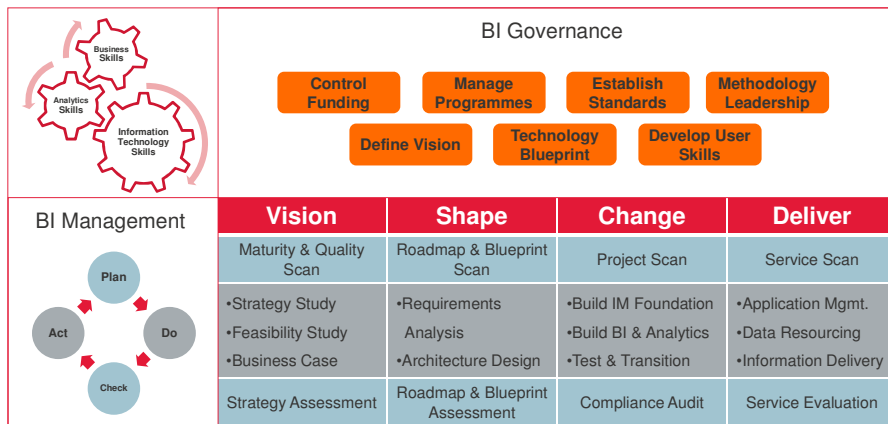 Business
Skills
Analytics
Skills
Information
Technology
Skills
BI Governance
Control
Funding
Manage
Programmes
Establish
Standards
Methodology
Leadership
Define Vision
Technology
Blueprint
Develop User
Skills
BI Management
Plan
Do
Check
Act
Vision
Shape
Change
Deliver
Maturity & Quality
Scan
Roadmap & Blueprint
Scan
Project Scan
Service Scan
•Strategy Study
•Feasibility Study
•Business Case
•Requirements
Analysis
•Architecture Design
•Build IM Foundation
•Build BI & Analytics
•Test & Transition
•Application Mgmt.
•Data Resourcing
•Information Delivery
Strategy Assessment
Roadmap & Blueprint
Assessment
Compliance Audit
Service Evaluation